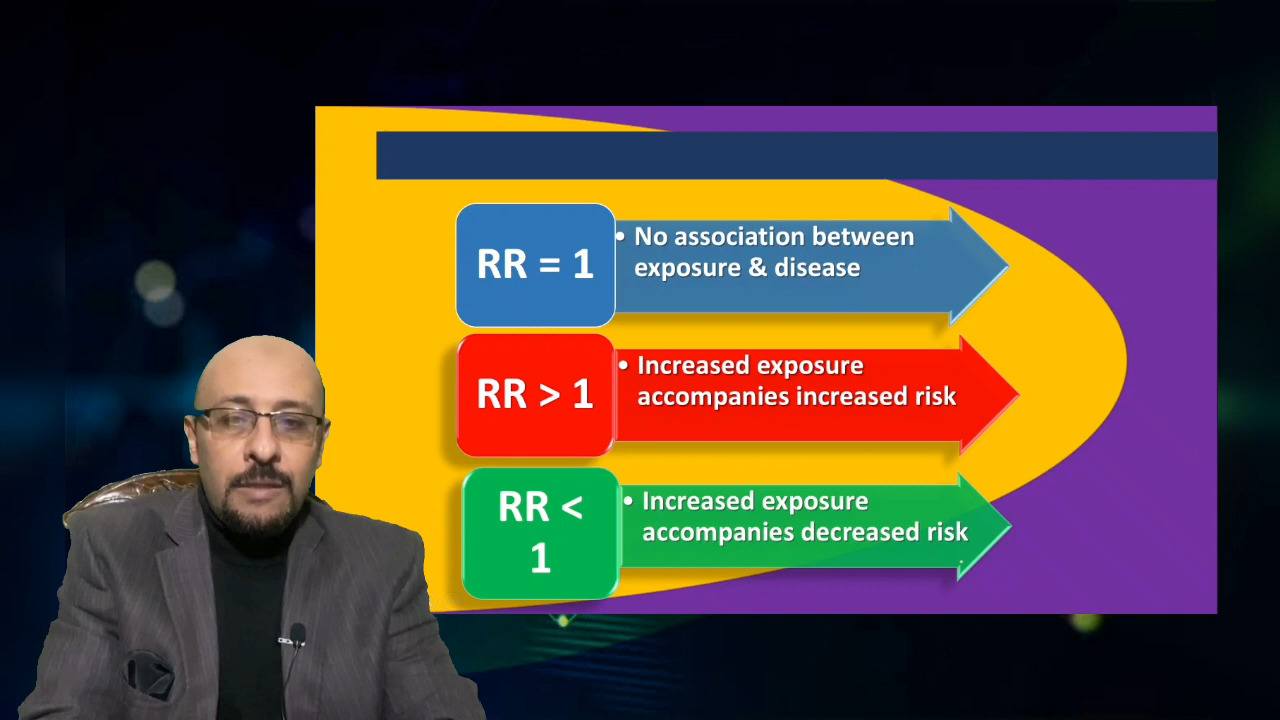 RR = 1
• No association between
exposure & disease
RR > 1
• Increased exposure
accompanies increased risk
RR <
1
• Increased exposure
accompanies decreased risk
.